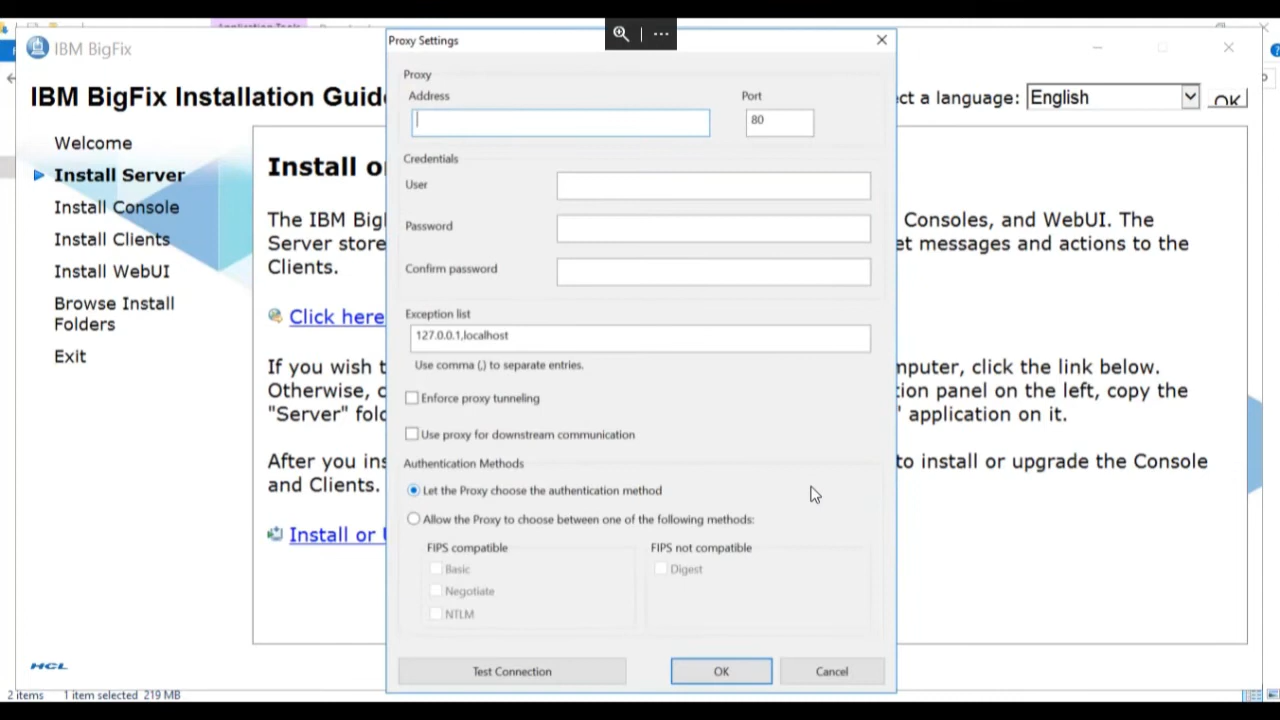 Application Tools
IBM BigFix
Proxy Settings
IBM BigFix Installation Guide
ct a language: English OK
Welcome
Install Server
Install Console
Install Clients
Install WebUI
Browse Install
Folders
Exit
HCL
Install or
The IBM Bigl Consoles, and WebUI. The
Server store et messages and actions to the
Clients.
Click here
If you wish t mputer, click the link below.
Otherwise, c ion panel on the left, copy the
"Server" fold ' application on it.
After you ins to install or upgrade the Console
and Clients.
Install or U
Proxy
Address Port
80
Credentials
User
Password
Confirm password
Exception list
127.0.0.1,localhost
Use comma (,) to separate entries.
Enforce proxy tunneling
Use proxy for downstream communication
Authentication Methods
Let the Proxy choose the authentication method
Allow the Proxy to choose between one of the following methods:
FIPS compatible FIPS not compatible
Basic Digest
Negotiate
NTLM
Test Connection OK Cancel
2 items 1 item selected 219 MB